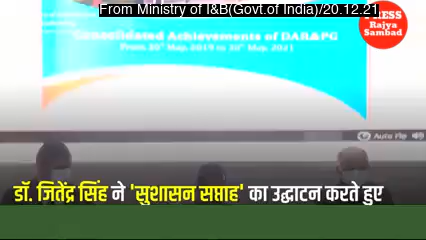 From Ministry of I&B(Govt.of India)/20.12.21
PRESS
Rajya
Sambad
Consolidated Achievements of DAR&PG
From 30th May, 2019 to 30th May, 2021
Auto Flip
डॉ. जितेंद्र सिंह ने 'सुशासन सप्ताह' का उद्घाटन करते हुए